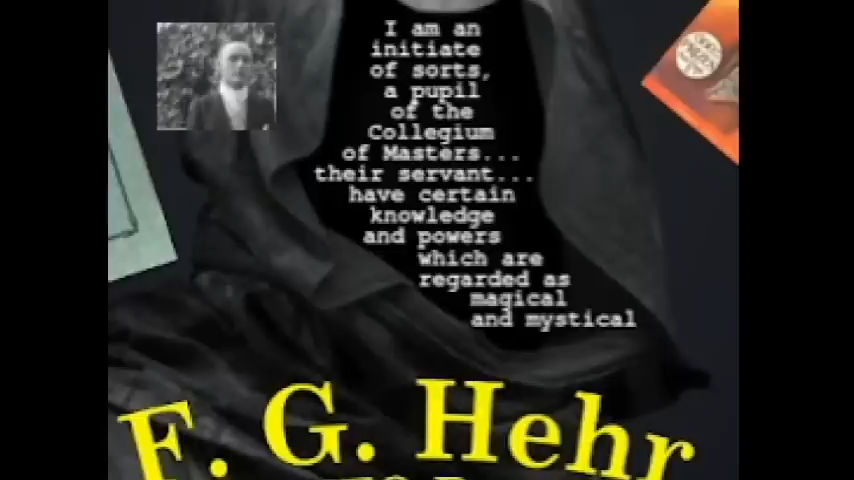 I am an
initiate
of sorts,
a pupil
of the
Collegium
of Masters...
their servant...
have certain
knowledge
and powers
which are
regarded as
magical
and mystical
F. G. Hehr